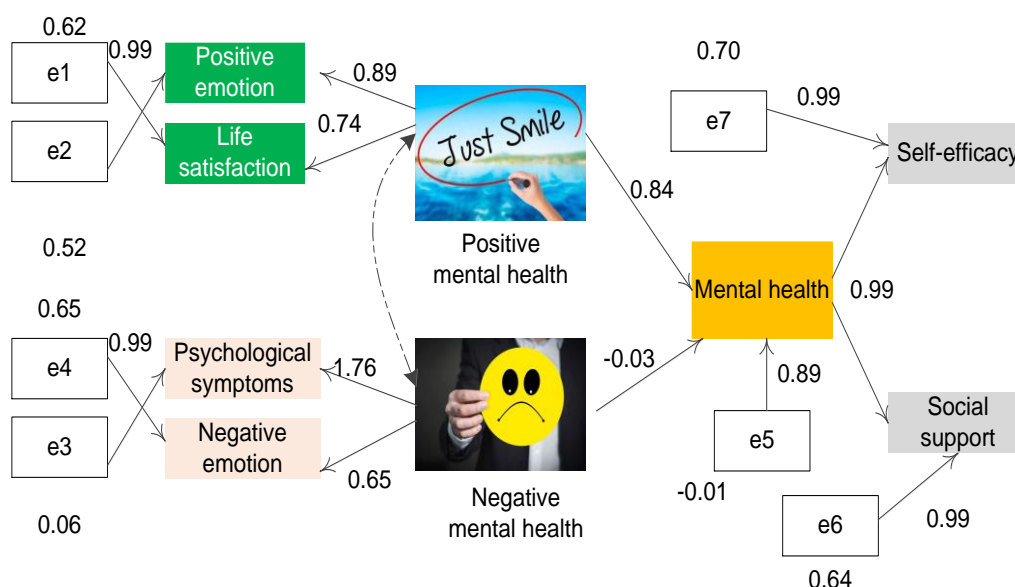 0.62
e1
0.99
Positive
emotion
0.89
e2
Life
satisfaction
0.74
Just Smile
Positive
mental health
0.70
e7
0.99
Self-efficacy
0.84
0.52
0.65
e4
0.99
Psychological
symptoms
1.76
e3
Negative
emotion
0.65
0.06
Negative
mental health
Mental health
0.99
-0.03
0.89
e5
-0.01
Social
support
e6
0.99
0.64